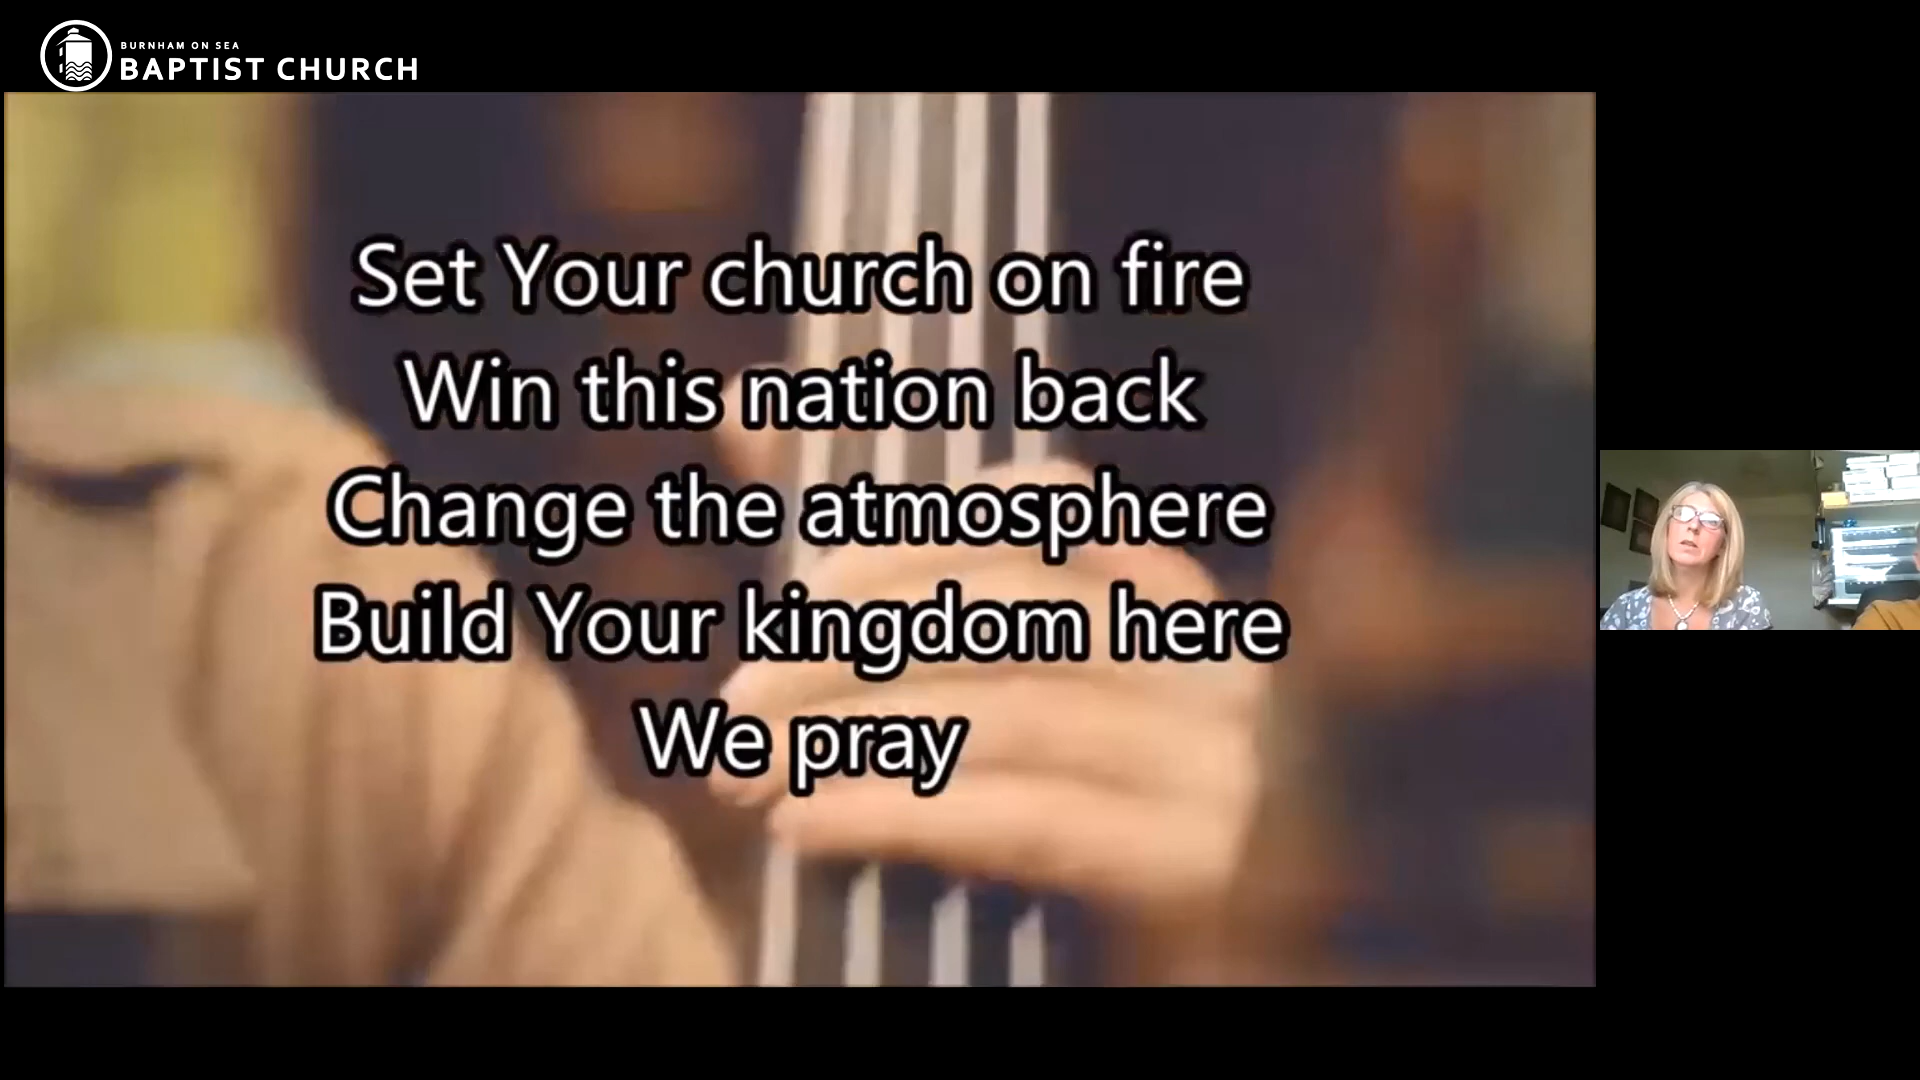 BURNHAM ON SEA
BAPTIST CHURCH
Set Your church on fire
Win this nation back
Change the atmosphere
Build Your kingdom here
We pray